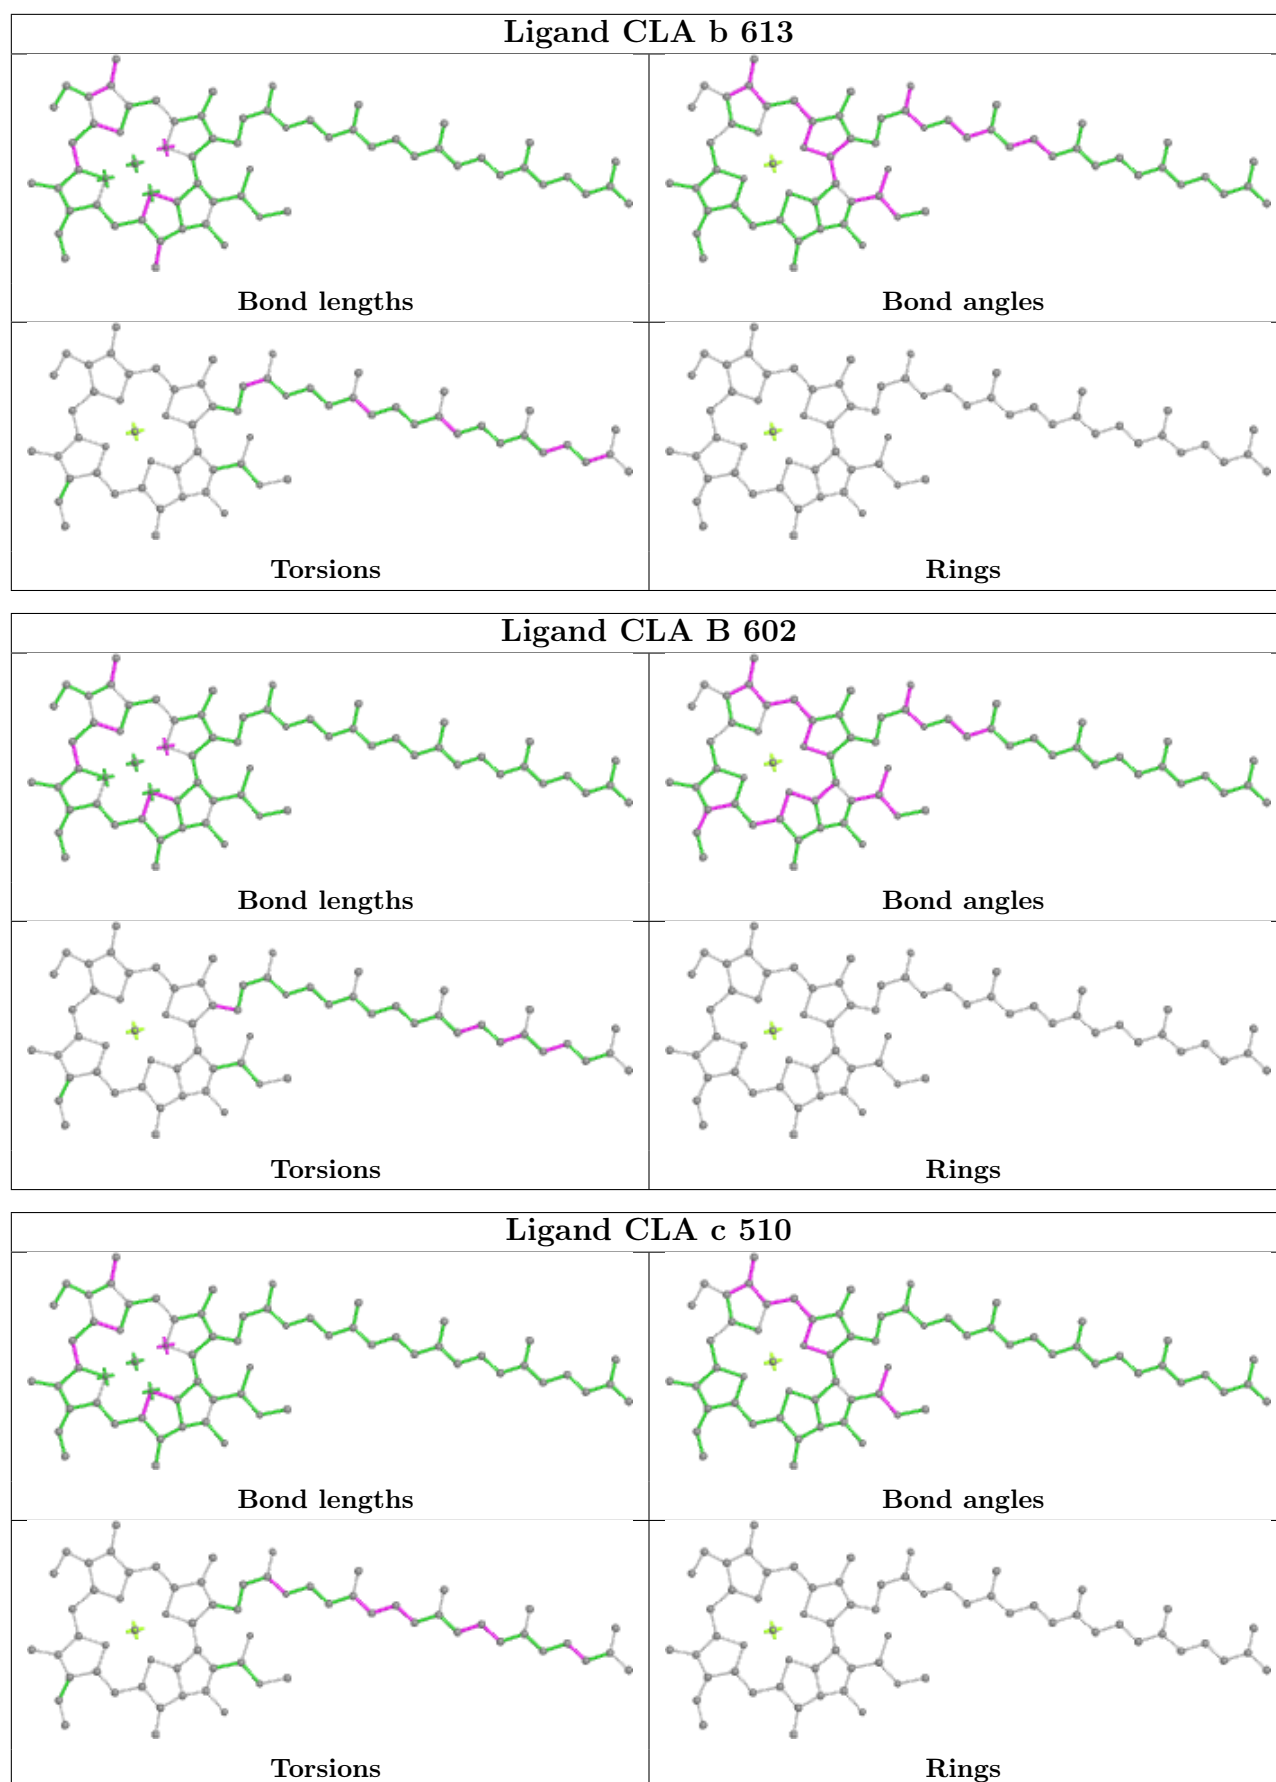 Ligand CLA b 613
Bond lengths
Bond angles
Torsions
Rings
Ligand CLA B 602
Bond lengths
Bond angles
Torsions
Rings
Ligand CLA c 510
Bond lengths
Bond angles
Torsions
Rings